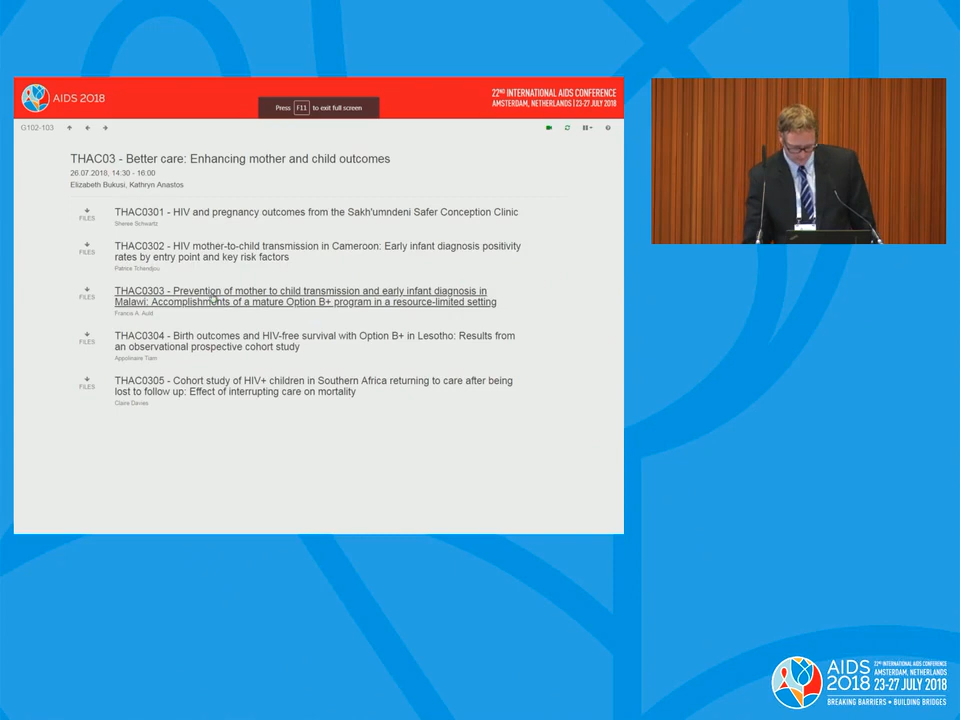 AIDS 2018
Press F11 to exit full screen
22ND INTERNATIONAL AIDS CONFERENCE
AMSTERDAM, NETHERLANDS | 23-27 JULY 2018
G102-103
THAC03 - Better care: Enhancing mother and child outcomes
26.07.2018, 14:30 - 16:00
Elizabeth Bukusi, Kathryn Anastos
FILES
THAC0301 - HIV and pregnancy outcomes from the Sakh'umndeni Safer Conception Clinic
Sheree Schwartz
FILES
THAC0302 - HIV mother-to-child transmission in Cameroon: Early infant diagnosis positivity
rates by entry point and key risk factors
Patrice Tchendjou
FILES
THAC0303 - Prevention of mother to child transmission and early infant diagnosis in
Malawi: Accomplishments of a mature Option B+ program in a resource-limited setting
Francis A. Auld
FILES
THAC0304 - Birth outcomes and HIV-free survival with Option B+ in Lesotho: Results from
an observational prospective cohort study
Appolinaire Tiam
FILES
THAC0305 - Cohort study of HIV+ children in Southern Africa returning to care after being
lost to follow up: Effect of interrupting care on mortality
Claire Davies
AIDS
2018
22ND INTERNATIONAL AIDS CONFERENCE
AMSTERDAM, NETHERLANDS
23-27 JULY 2018
BREAKING BARRIERS • BUILDING BRIDGES